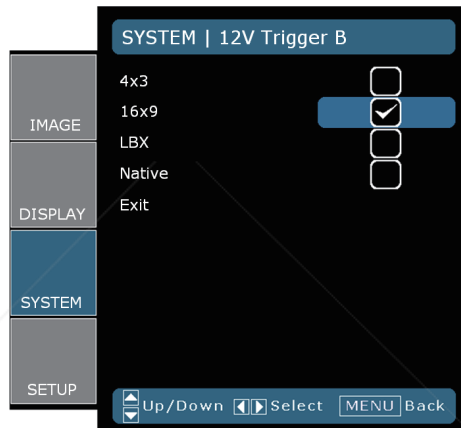 SYSTEM | 12V Trigger B
4x3
16x9
LBX
Native
Exit
IMAGE
DISPLAY
SYSTEM
SETUP
Up/Down Select MENU Back